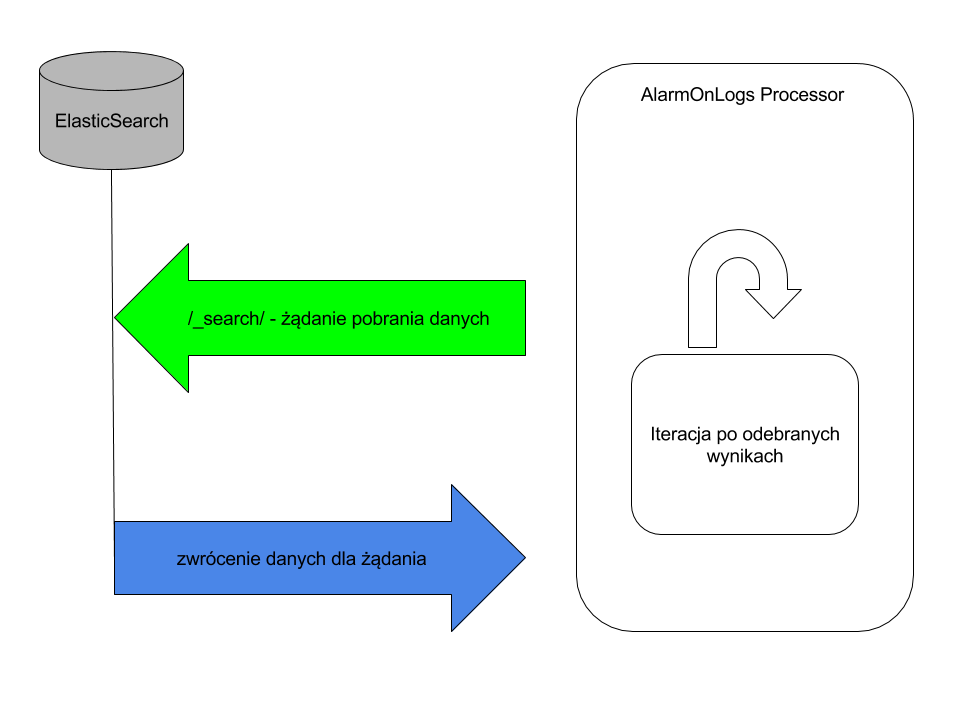 ElasticSearch
AlarmOnLogs Processor
/_search/ - żądanie pobrania danych
Iteracja po odebranych
wynikach
zwrócenie danych dla żądania